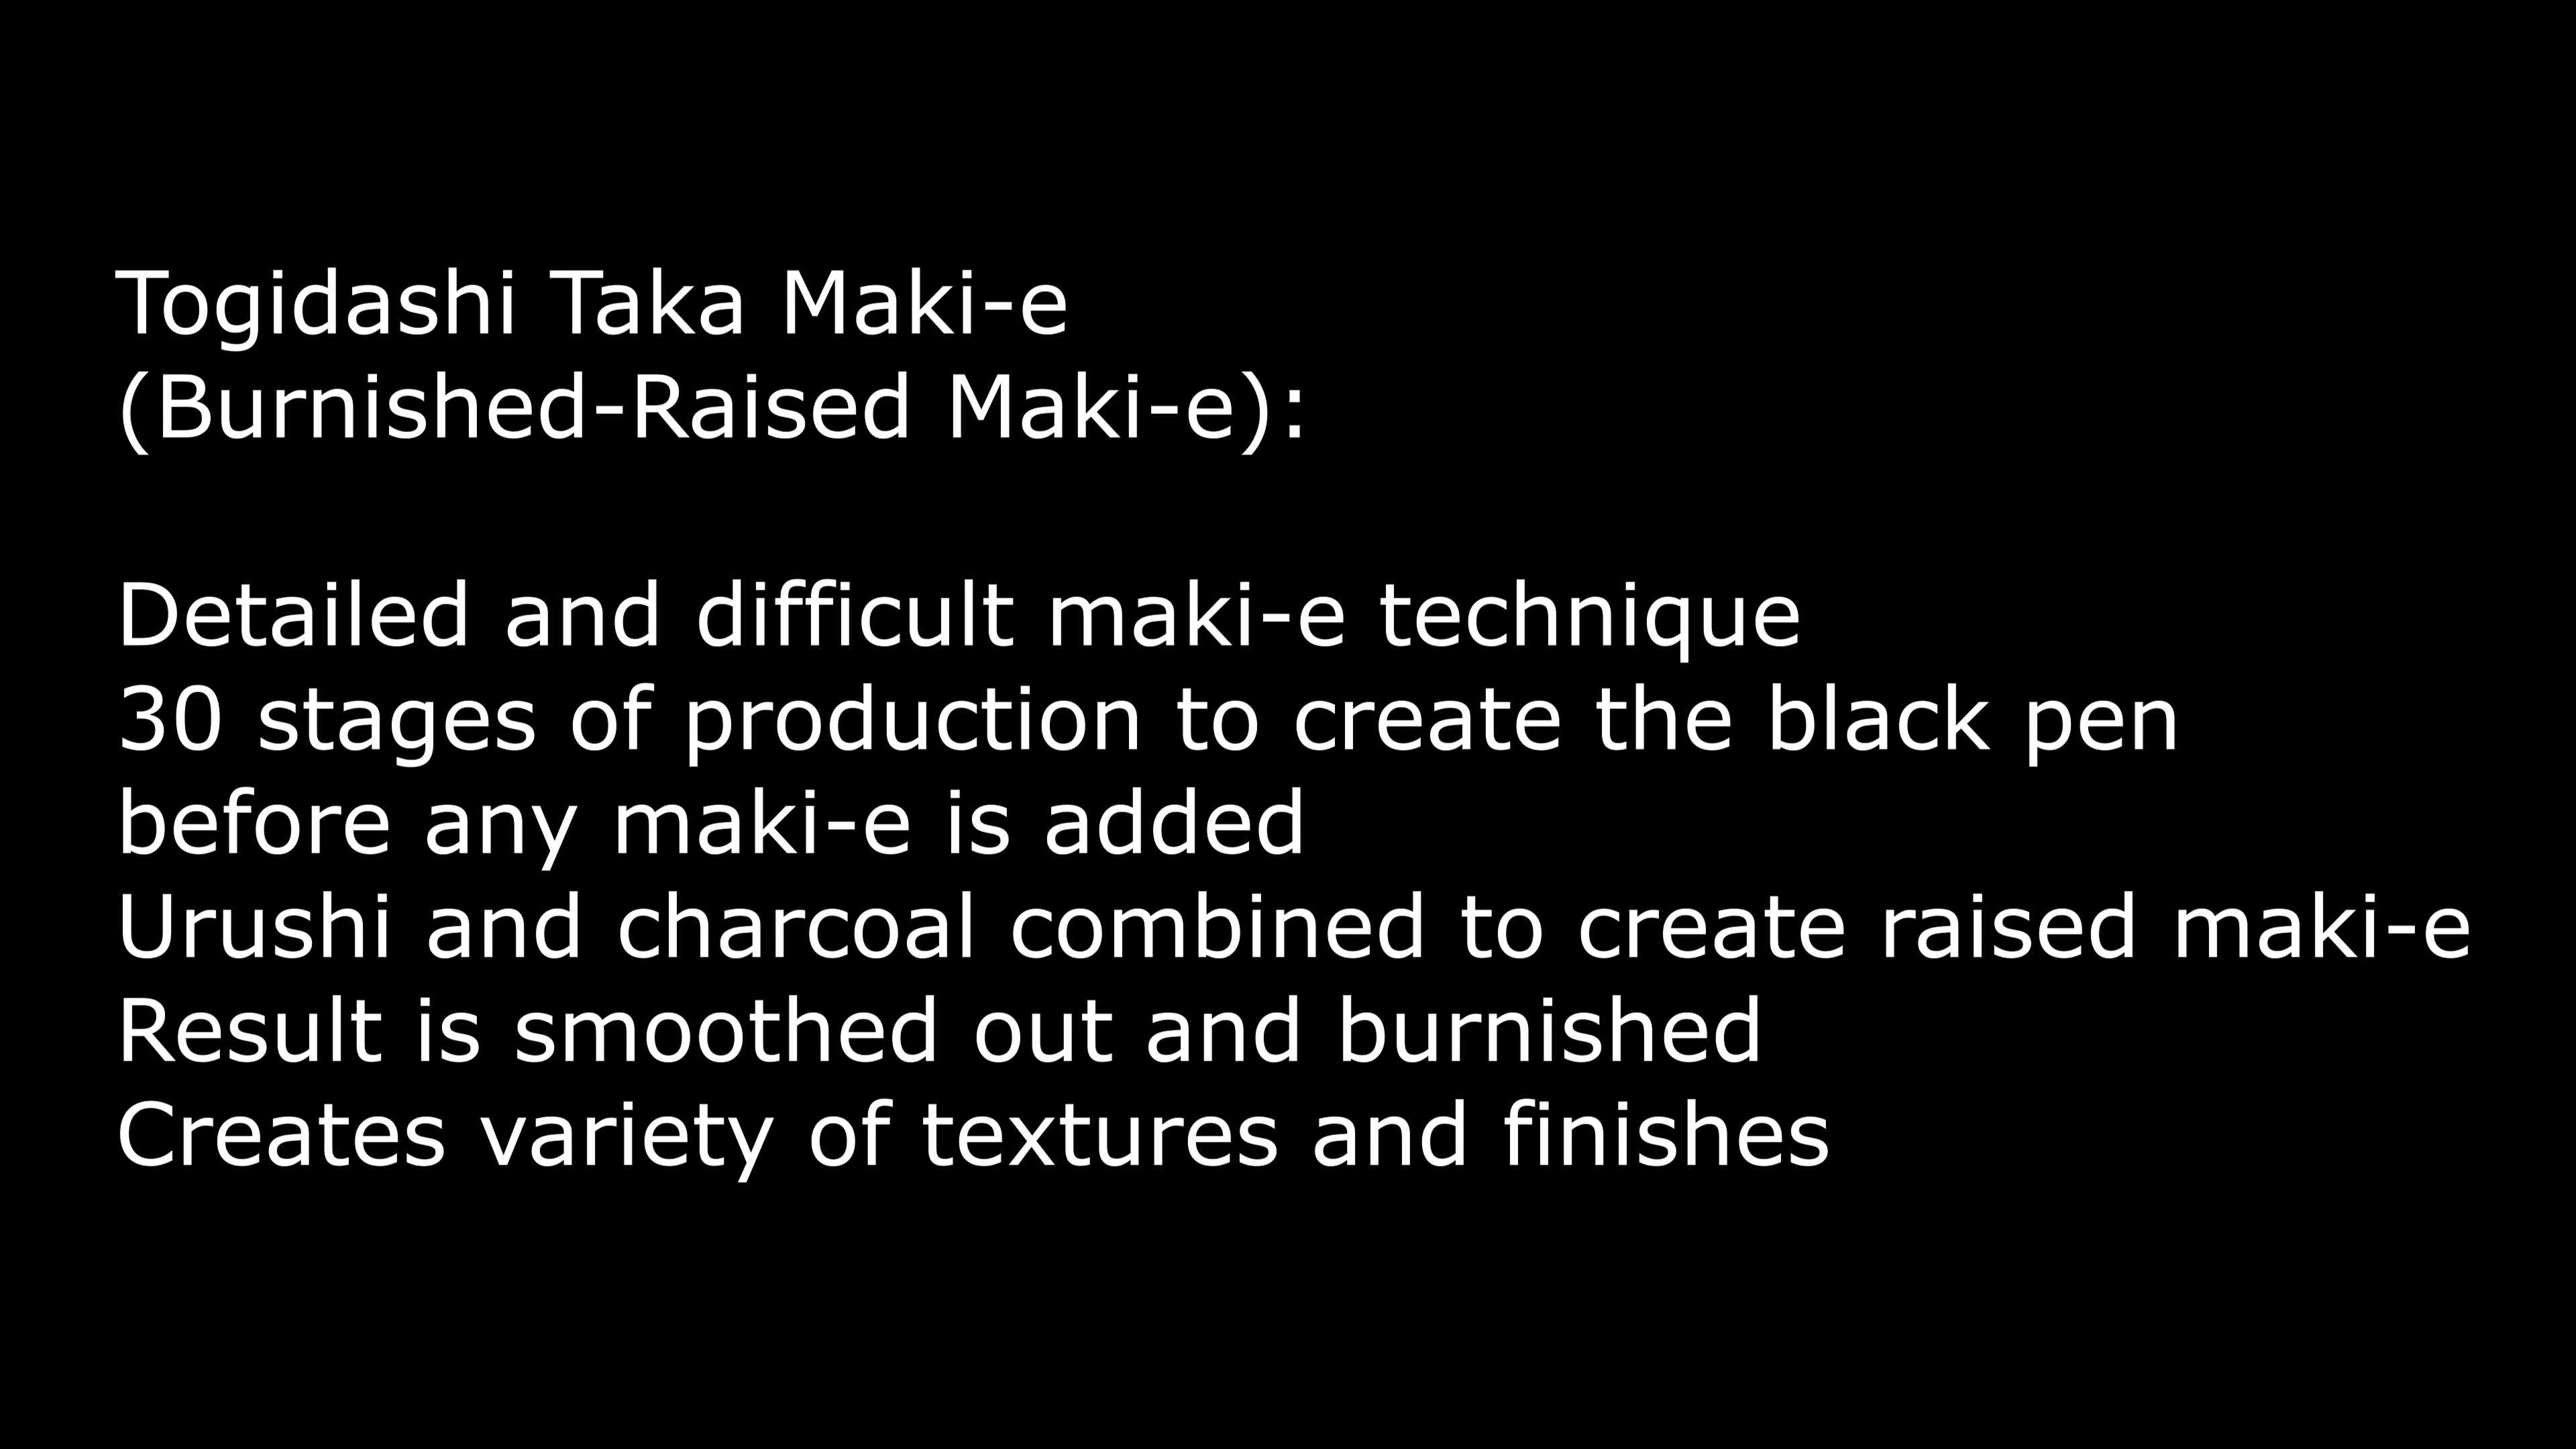 Togidashi Taka Maki-e
(Burnished-Raised Maki-e):
Detailed and difficult maki-e technique
30 stages of production to create the black pen
before any maki-e is added
Urushi and charcoal combined to create raised maki-e
Result is smoothed out and burnished
Creates variety of textures and finishes